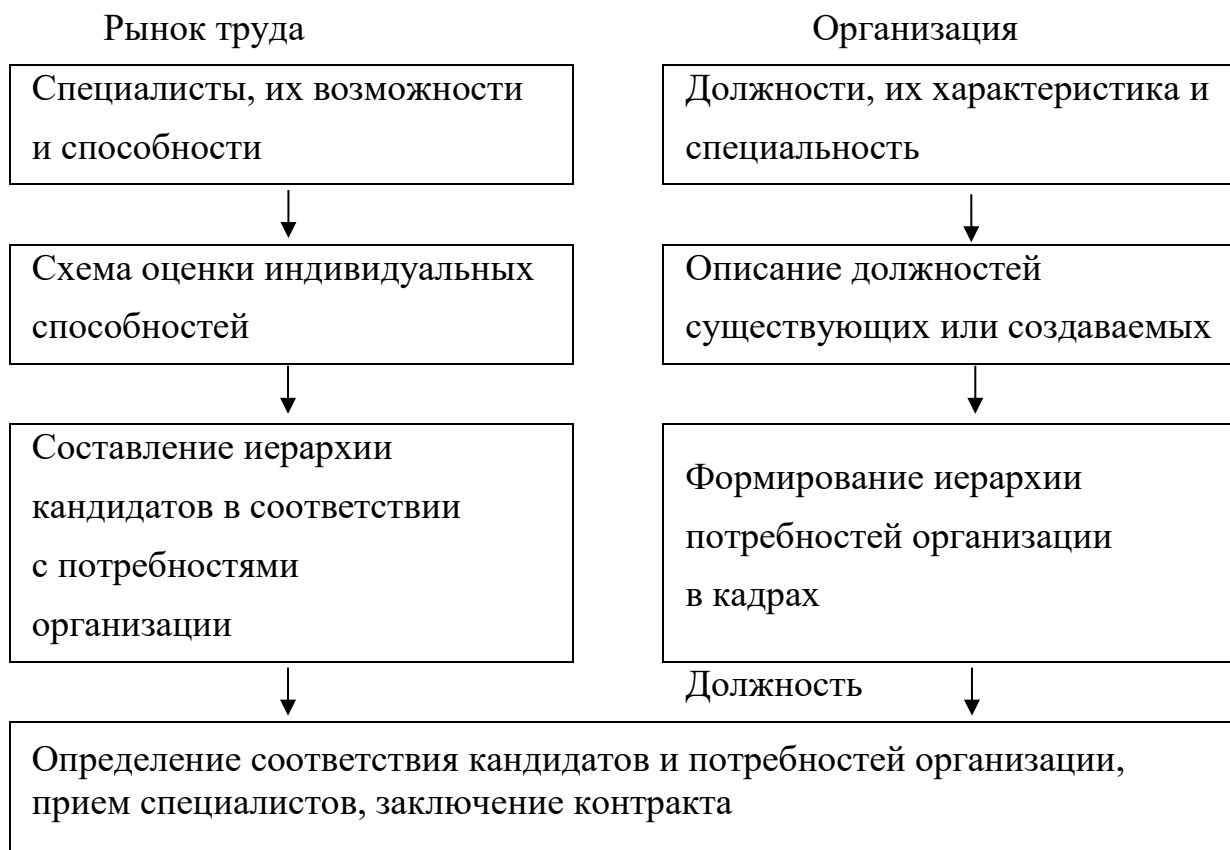 Рынок труда
Организация
Специалисты, их возможности
и способности
Должности, их характеристика и
специальность
Схема оценки индивидуальных
способностей
Описание должностей
существующих или создаваемых
Составление иерархии
кандидатов в соответствии
с потребностями
организации
Формирование иерархии
потребностей организации
в кадрах
Должность
Определение соответствия кандидатов и потребностей организации,
прием специалистов, заключение контракта